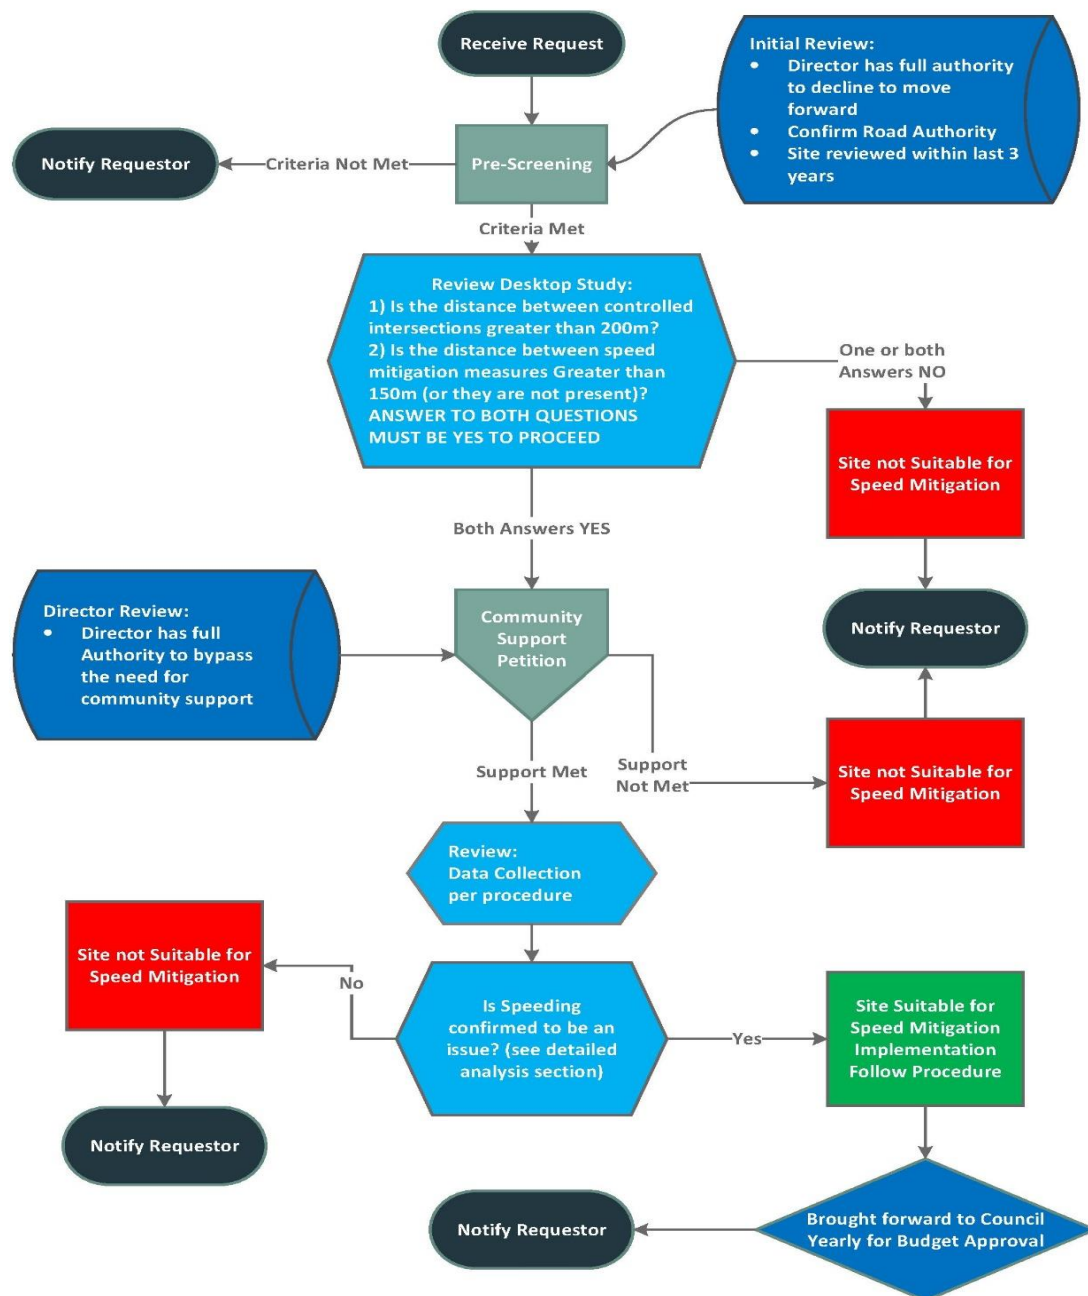 Receive Request
Initial Review:
• Director has full authority
to decline to move
forward
• Confirm Road Authority
• Site reviewed within last 3
years
Notify Requestor
Criteria Not Met
Pre-Screening
Criteria Met
Review Desktop Study:
1) Is the distance between controlled
intersections greater than 200m?
2) Is the distance between speed
mitigation measures Greater than
150m (or they are not present)?
ANSWER TO BOTH QUESTIONS
MUST BE YES TO PROCEED
One or both
Answers NO
Site not Suitable for
Speed Mitigation
Both Answers YES
Notify Requestor
Director Review:
• Director has full
Authority to bypass
the need for
community support
Community
Support
Petition
Support Met
Support
Not Met
Site not Suitable for
Speed Mitigation
Review:
Data Collection
per procedure
Site not Suitable for
Speed Mitigation
No
Is Speeding
confirmed to be an
issue? (see detailed
analysis section)
Yes
Site Suitable for
Speed Mitigation
Implementation
Follow Procedure
Notify Requestor
Brought forward to Council
Yearly for Budget Approval
Notify Requestor